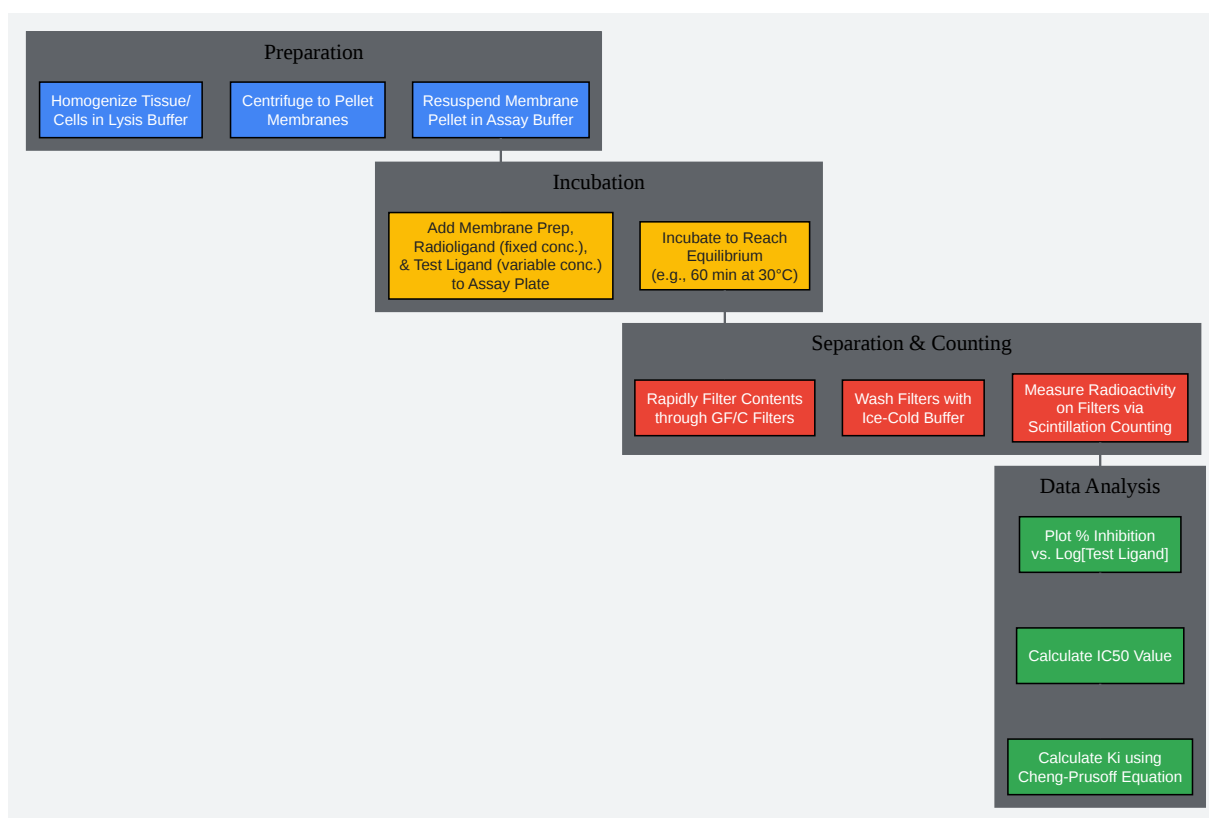 Preparation
Homogenize Tissue/
Cells in Lysis Buffer
Centrifuge to Pellet
Membranes
Resuspend Membrane
Pellet in Assay Buffer
Incubation
Add Membrane Prep,
Radioligand (fixed conc.),
& Test Ligand (variable conc.)
to Assay Plate
Incubate to Reach
Equilibrium
(e.g., 60 min at 30°C)
Separation & Counting
Rapidly Filter Contents
through GF/C Filters
Wash Filters with
Ice-Cold Buffer
Measure Radioactivity
on Filters via
Scintillation Counting
Data Analysis
Plot % Inhibition
vs. Log[Test Ligand]
Calculate IC50 Value
Calculate Ki using
Cheng-Prusoff Equation